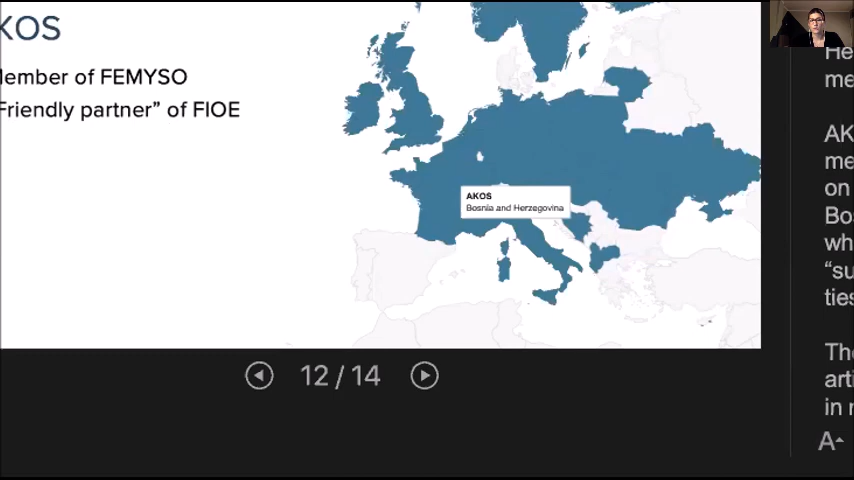 KOS
Member of FEMYSO
Friendly partner” of FIOE
AKOS
Bosnia and Herzegovina
12 / 14
He
me
AK
me
on
Bo
wh
“su
ties
The
arti
in
A